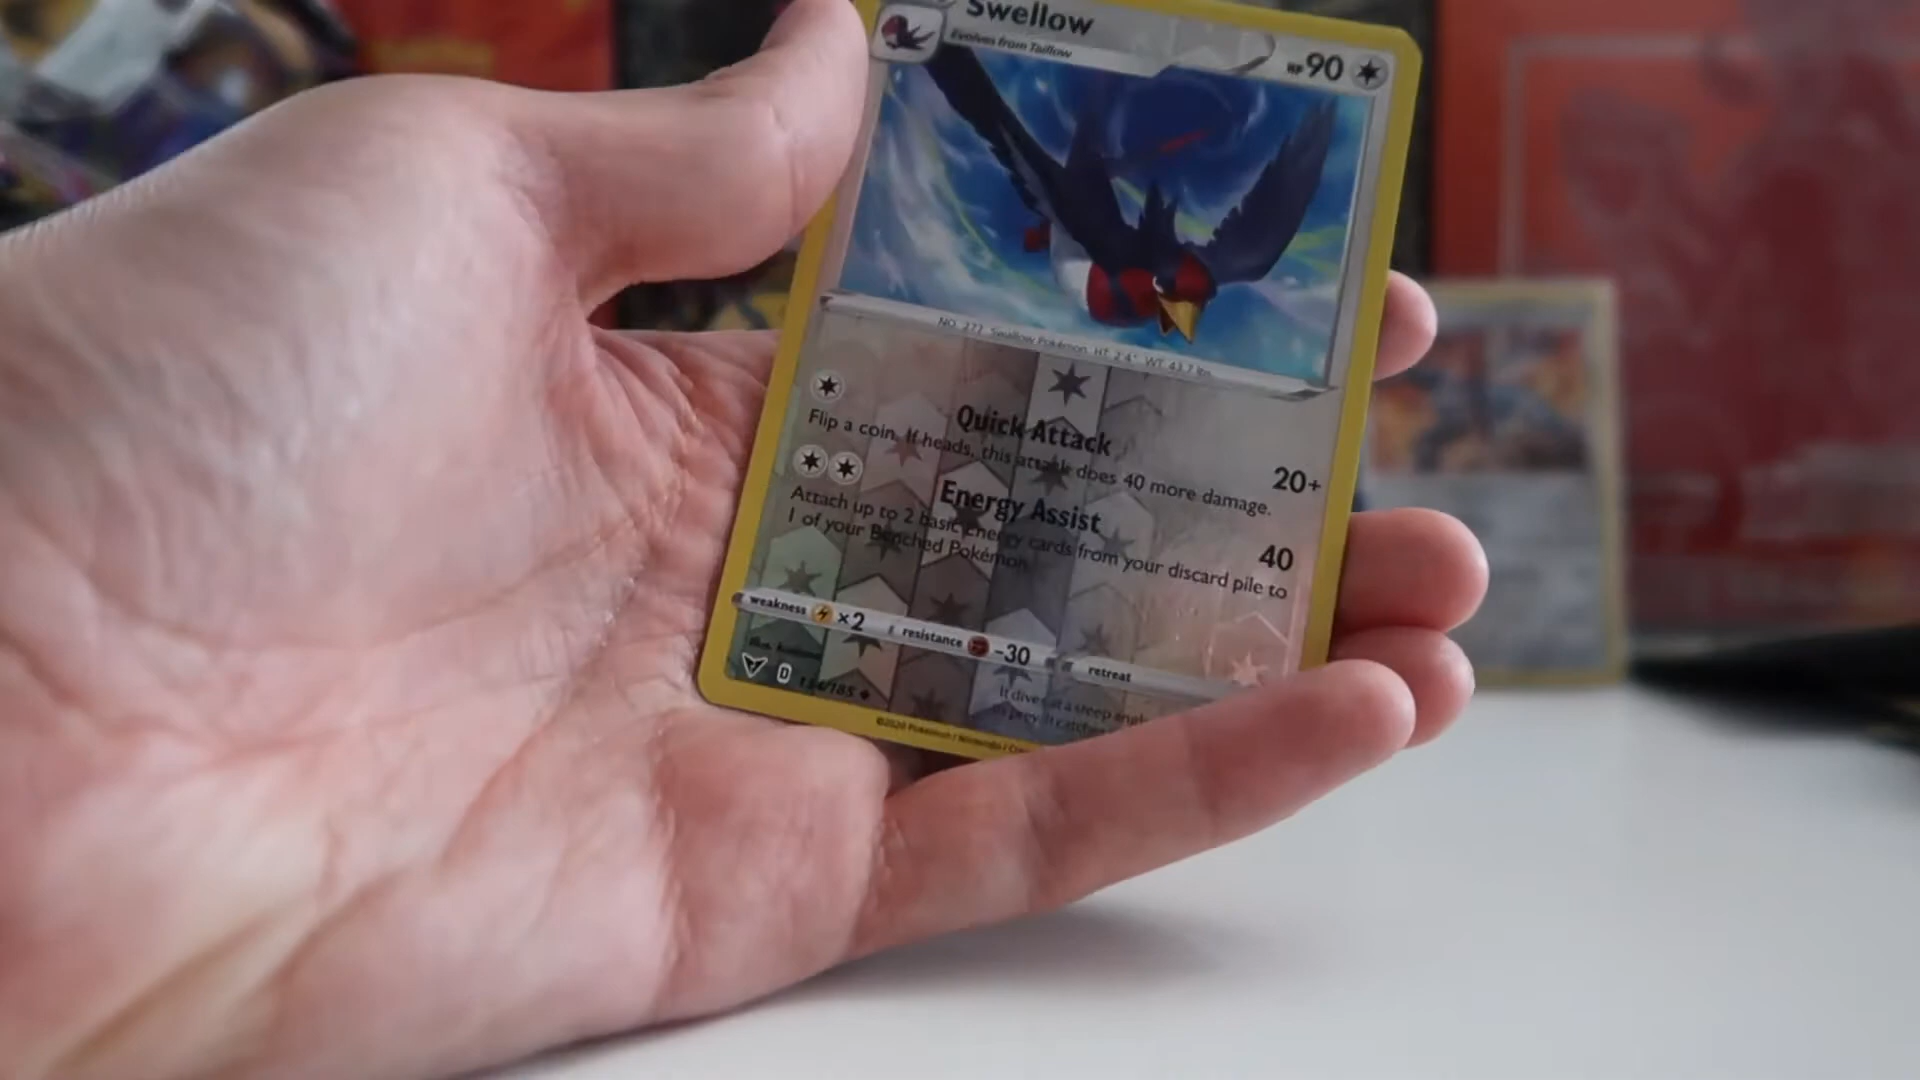 Swellow
Evolves from Taillow
HP 90
NO. 277 Swallow Pokémon HT: 2'4" WT: 43.7 lbs.
Quick Attack 20+
Flip a coin. If heads, this attack does 40 more damage.
Energy Assist 40
Attach up to 2 basic Energy cards from your discard pile to
1 of your Benched Pokémon.
weakness ×2 resistance -30 retreat
D /185
It dives at a steep angle
its prey. It catches
©2020 Pokémon / Nintendo /